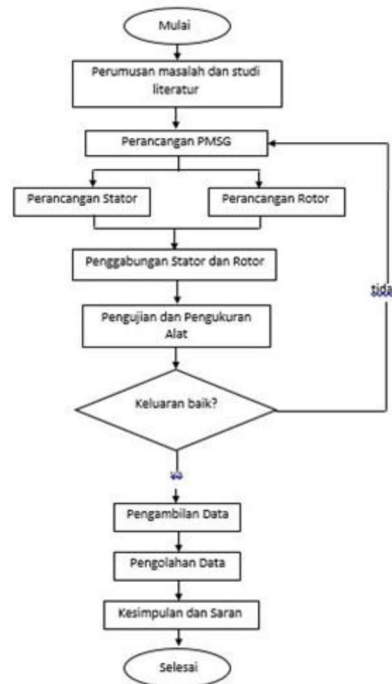 Mulai
Perumusan masalah dan studi
literatur
Perancangan PMSG
Perancangan Stator
Perancangan Rotor
Penggabungan Stator dan Rotor
Pengujian dan Pengukuran
Alat
Keluaran baik?
tida
ya
Pengambilan Data
Pengolahan Data
Kesimpulan dan Saran
Selesai